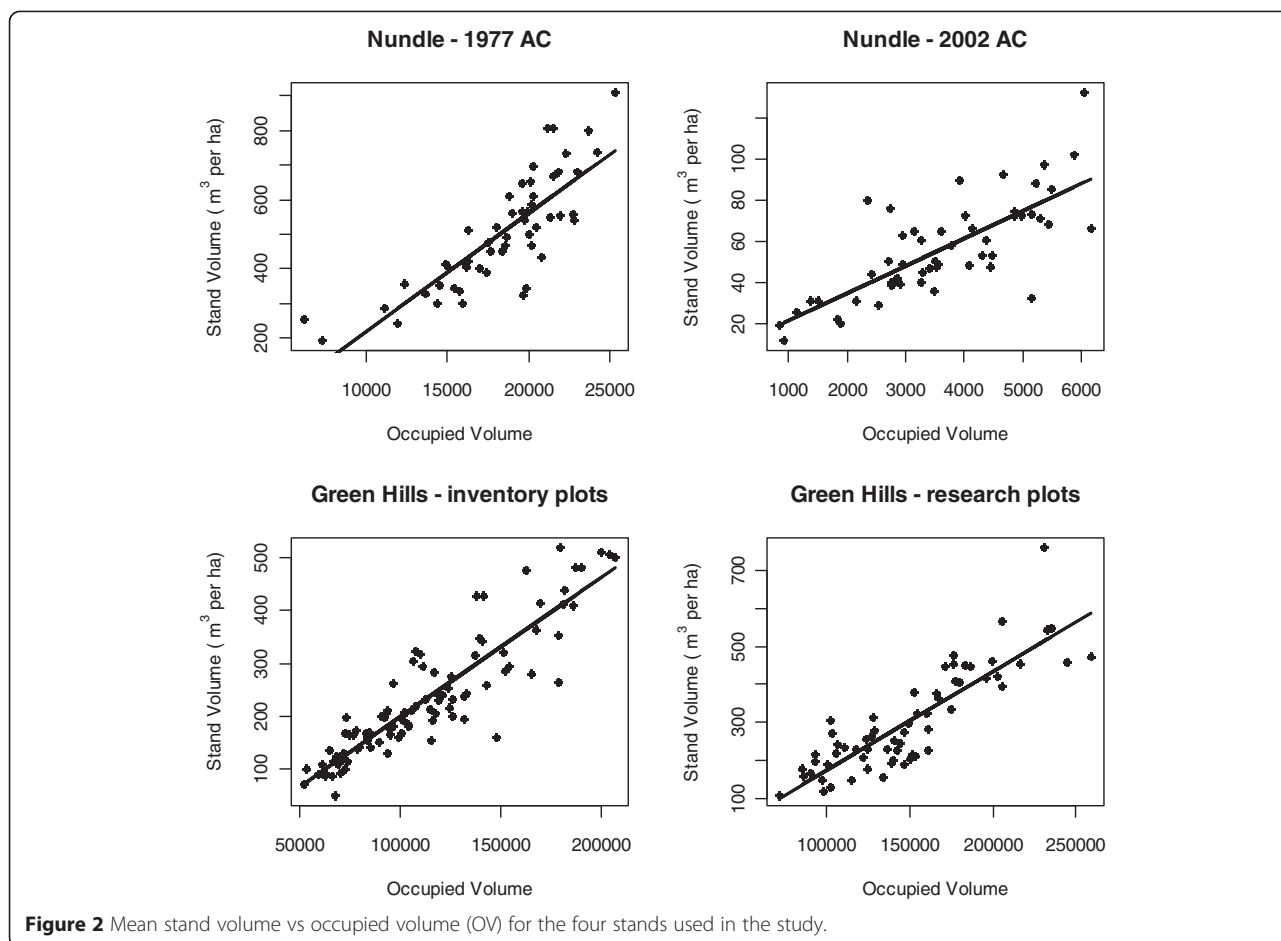 Nundle - 1977 AC
Stand Volume ( m³ per ha)
200 400 600 800
10000 15000 20000 25000
Occupied Volume
Nundle - 2002 AC
Stand Volume ( m³ per ha)
20 40 60 80 100
1000 2000 3000 4000 5000 6000
Occupied Volume
Green Hills - inventory plots
Stand Volume ( m³ per ha)
100 200 300 400 500
50000 100000 150000 200000
Occupied Volume
Green Hills - research plots
Stand Volume ( m³ per ha)
100 300 500 700
100000 150000 200000 250000
Occupied Volume
Figure 2 Mean stand volume vs occupied volume (OV) for the four stands used in the study.